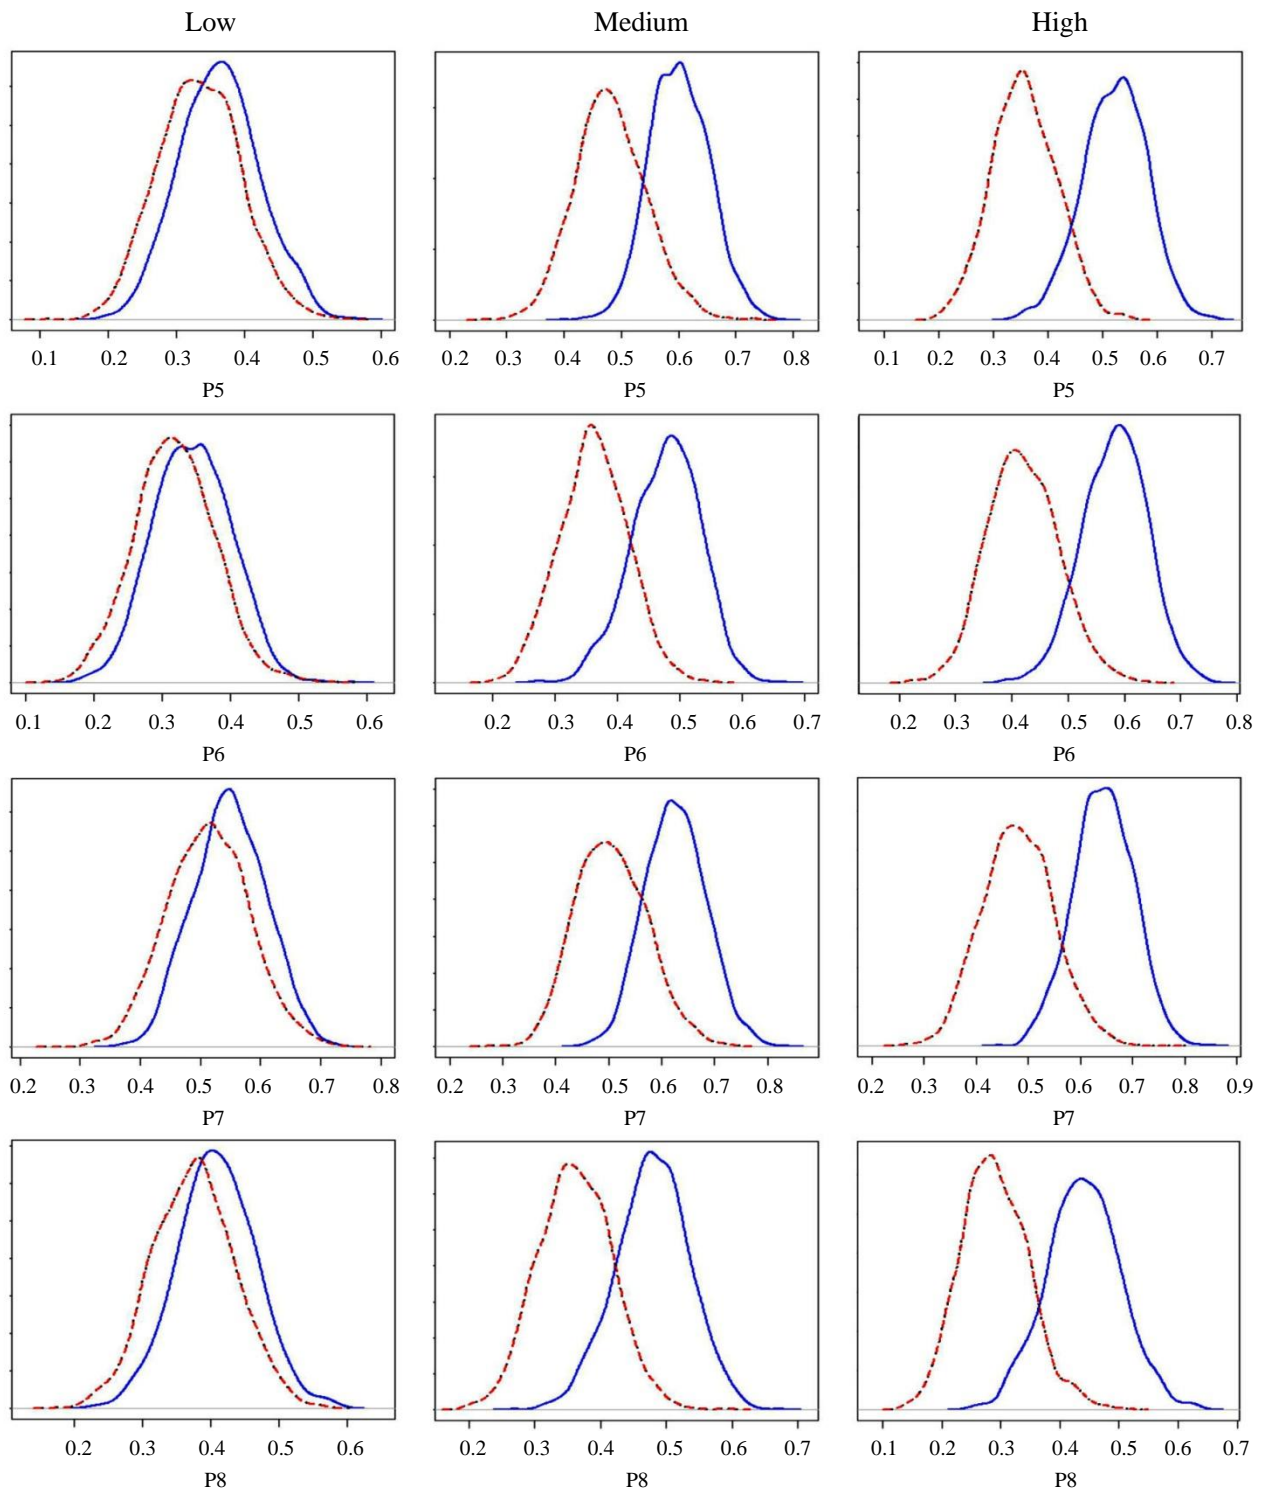 Low Medium High
0.1 0.2 0.3 0.4 0.5 0.6 0.2 0.3 0.4 0.5 0.6 0.7 0.8 0.1 0.2 0.3 0.4 0.5 0.6 0.7
P5 P5 P5
0.1 0.2 0.3 0.4 0.5 0.6 0.2 0.3 0.4 0.5 0.6 0.7 0.2 0.3 0.4 0.5 0.6 0.7 0.8
P6 P6 P6
0.2 0.3 0.4 0.5 0.6 0.7 0.8 0.2 0.3 0.4 0.5 0.6 0.7 0.8 0.2 0.3 0.4 0.5 0.6 0.7 0.8 0.9
P7 P7 P7
0.2 0.3 0.4 0.5 0.6 0.2 0.3 0.4 0.5 0.6 0.7 0.1 0.2 0.3 0.4 0.5 0.6 0.7
P8 P8 P8